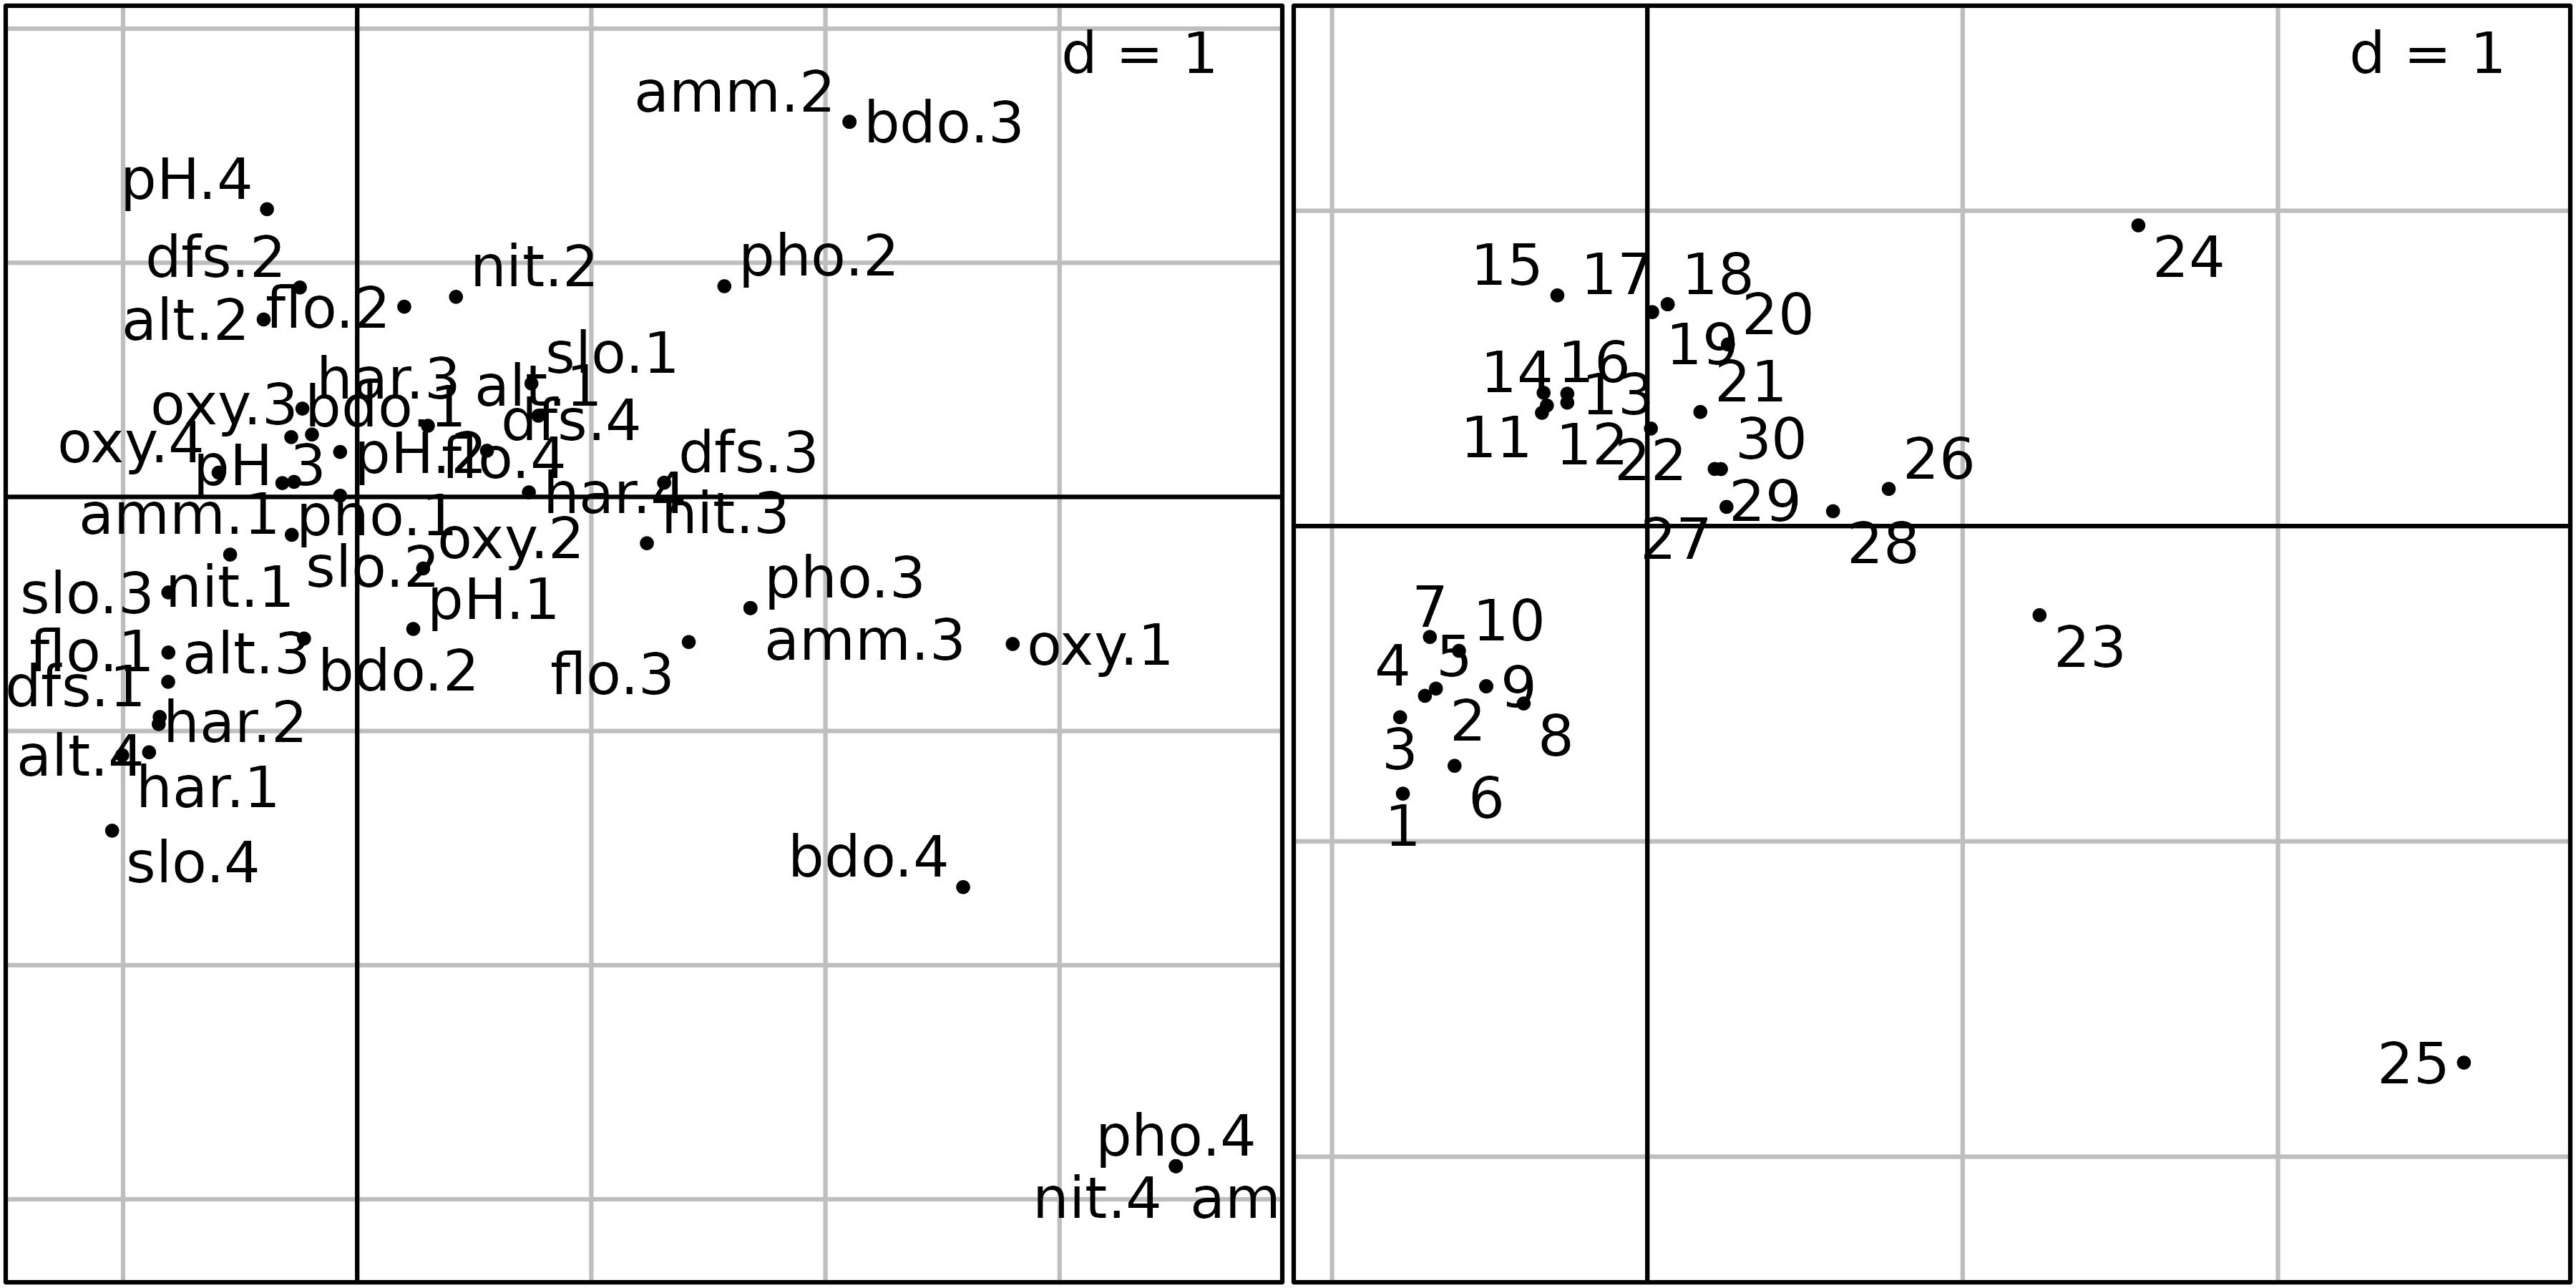 d = 1
amm.2
bdo.3
pH.4
dfs.2
nit.2
pho.2
alt.2
flo.2
slo.1
har.3
alt.1
oxy.3
bdo.1
dfs.4
oxy.4
pH.3
pH.2
flo.4
dfs.3
har.4
nit.3
amm.1
pho.1
oxy.2
slo.2
slo.3
nit.1
pH.1
pho.3
flo.1
alt.3
bdo.2
flo.3
amm.3
oxy.1
dfs.1
har.2
alt.4
har.1
slo.4
bdo.4
pho.4
nit.4
am
d = 1
24
15
17
18
20
19
14
16
13
21
11
12
22
30
26
29
27
28
7
10
4
5
9
23
2
3
8
6
1
25